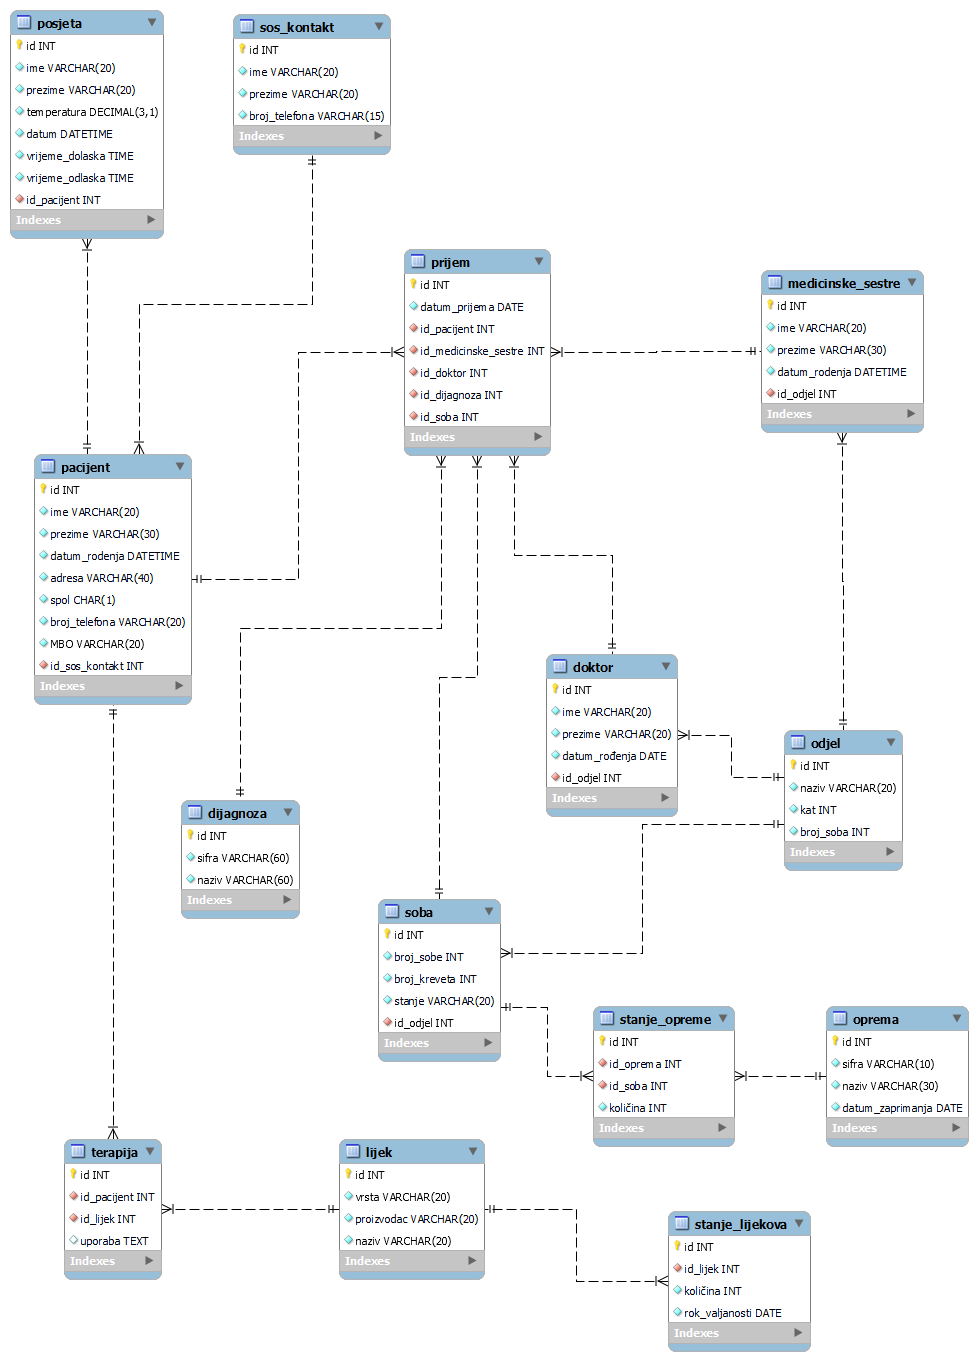 posjeta
id INT
ime VARCHAR(20)
prezime VARCHAR(20)
temperatura DECIMAL(3,1)
datum DATETIME
vrijeme_dolaska TIME
vrijeme_odlaska TIME
id_pacijent INT
Indexes
sos_kontakt
id INT
ime VARCHAR(20)
prezime VARCHAR(20)
broj_telefona VARCHAR(15)
Indexes
prijem
id INT
datum_prijema DATE
id_pacijent INT
id_medicinske_sestre INT
id_doktor INT
id_dijagnoza INT
id_soba INT
Indexes
medicinske_sestre
id INT
ime VARCHAR(20)
prezime VARCHAR(30)
datum_rodenja DATETIME
id_odjel INT
Indexes
pacijent
id INT
ime VARCHAR(20)
prezime VARCHAR(30)
datum_rodenja DATETIME
adresa VARCHAR(40)
spol CHAR(1)
broj_telefona VARCHAR(20)
MBO VARCHAR(20)
id_sos_kontakt INT
Indexes
doktor
id INT
ime VARCHAR(20)
prezime VARCHAR(20)
datum_rođenja DATE
id_odjel INT
Indexes
odjel
id INT
naziv VARCHAR(20)
kat INT
broj_soba INT
Indexes
dijagnoza
id INT
sifra VARCHAR(60)
naziv VARCHAR(60)
Indexes
soba
id INT
broj_sobe INT
broj_kreveta INT
stanje VARCHAR(20)
id_odjel INT
Indexes
stanje_opreme
id INT
id_oprema INT
id_soba INT
količina INT
Indexes
oprema
id INT
sifra VARCHAR(10)
naziv VARCHAR(30)
datum_zaprimanja DATE
Indexes
terapija
id INT
id_pacijent INT
id_lijek INT
uporaba TEXT
Indexes
lijek
id INT
vrsta VARCHAR(20)
proizvodac VARCHAR(20)
naziv VARCHAR(20)
Indexes
stanje_lijekova
id INT
id_lijek INT
količina INT
rok_valjanosti DATE
Indexes